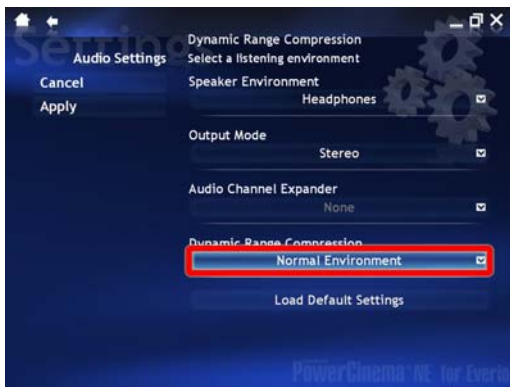 Settings
Audio Settings
Cancel
Apply
Dynamic Range Compression
Select a listening environment
Speaker Environment
Headphones
Output Mode
Stereo
Audio Channel Expander
None
Dynamic Range Compression
Normal Environment
Load Default Settings
PowerCinema NE for Everio